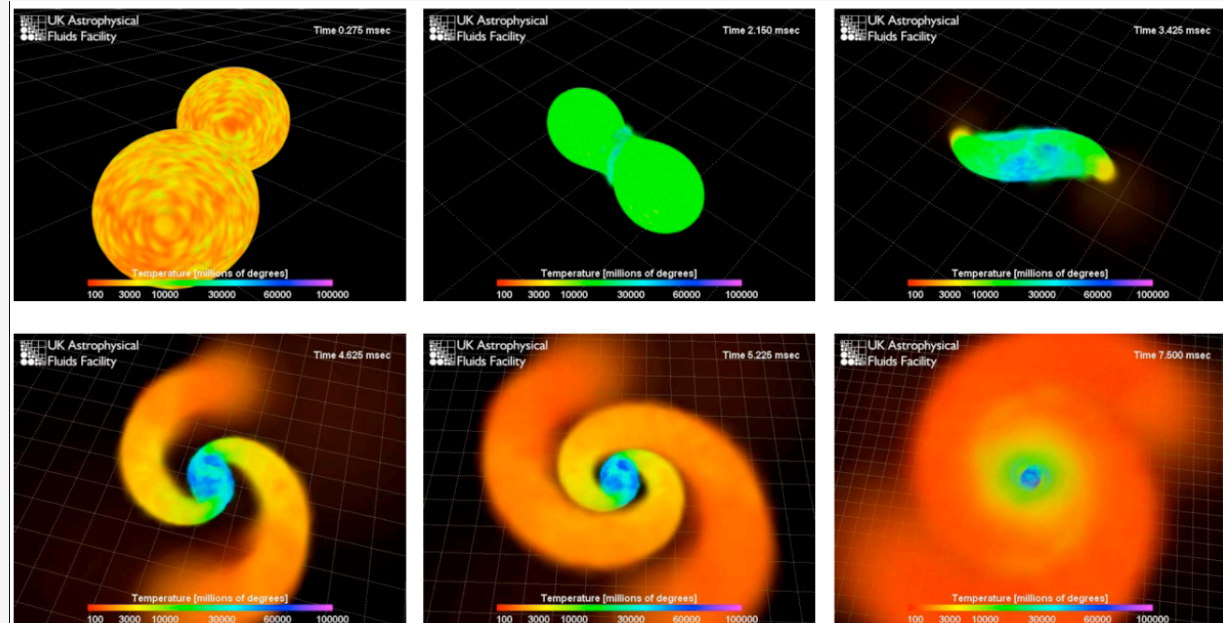 UK Astrophysical
Fluids Facility
Time 0.275 msec
Temperature [millions of degrees]
100 3000 10000 30000 60000 100000
UK Astrophysical
Fluids Facility
Time 2.150 msec
Temperature [millions of degrees]
100 3000 10000 30000 60000 100000
UK Astrophysical
Fluids Facility
Time 3.425 msec
Temperature [millions of degrees]
100 3000 10000 30000 60000 100000
UK Astrophysical
Fluids Facility
Time 4.625 msec
Temperature [millions of degrees]
100 3000 10000 30000 60000 100000
UK Astrophysical
Fluids Facility
Time 5.225 msec
Temperature [millions of degrees]
100 3000 10000 30000 60000 100000
UK Astrophysical
Fluids Facility
Time 7.500 msec
Temperature [millions of degrees]
100 3000 10000 30000 60000 100000